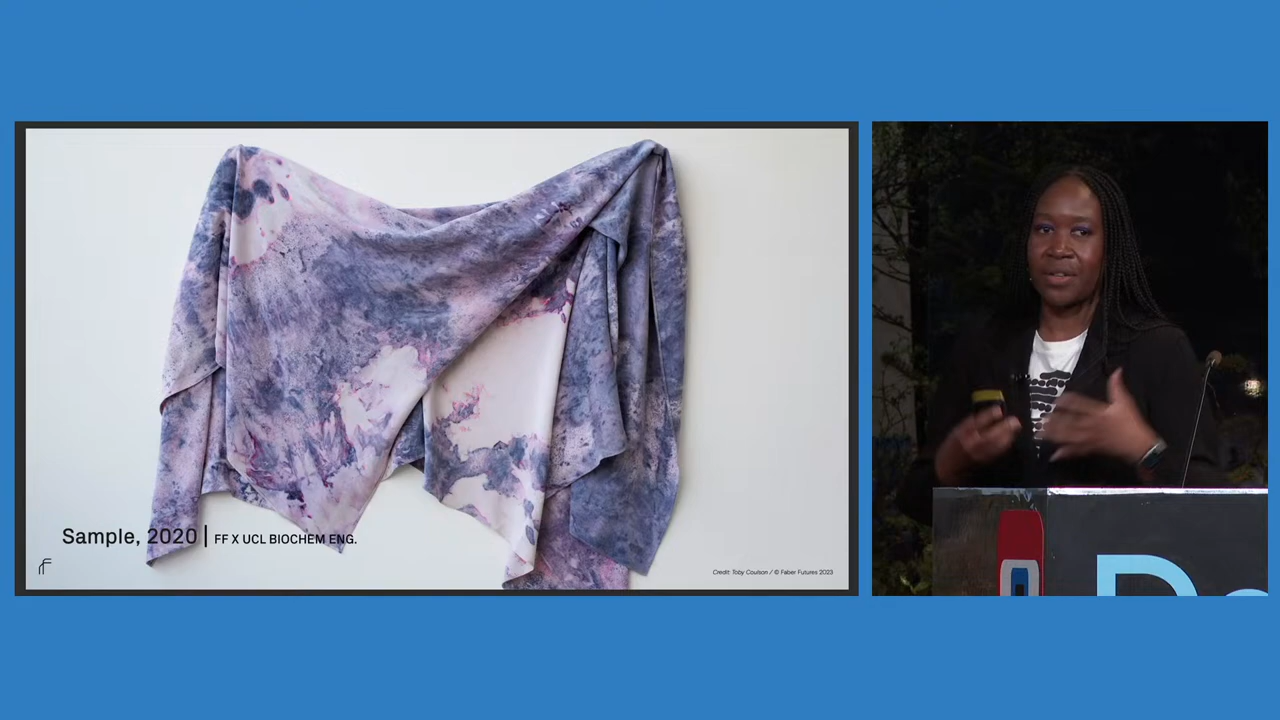 Sample, 2020 | FF X UCL BIOCHEM ENG.
Credit: Toby Coulson / © Faber Futures 2023